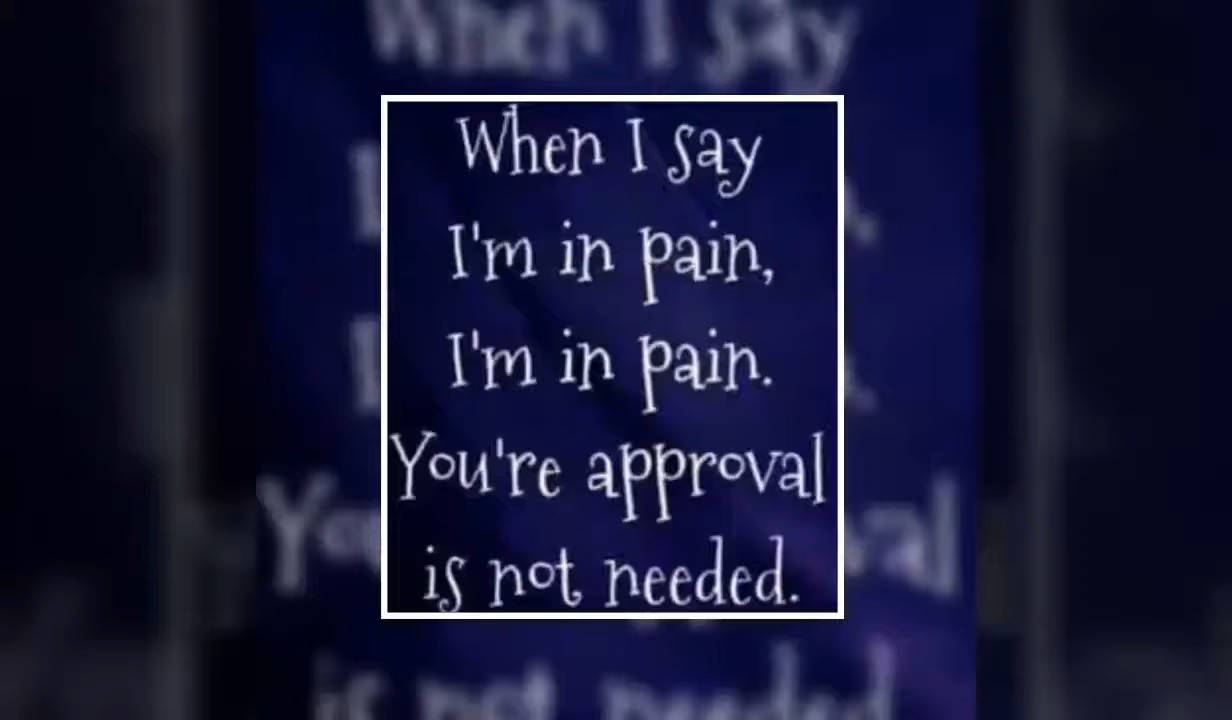 When I say
I'm in pain,
I'm in pain.
You're approval
is not needed.